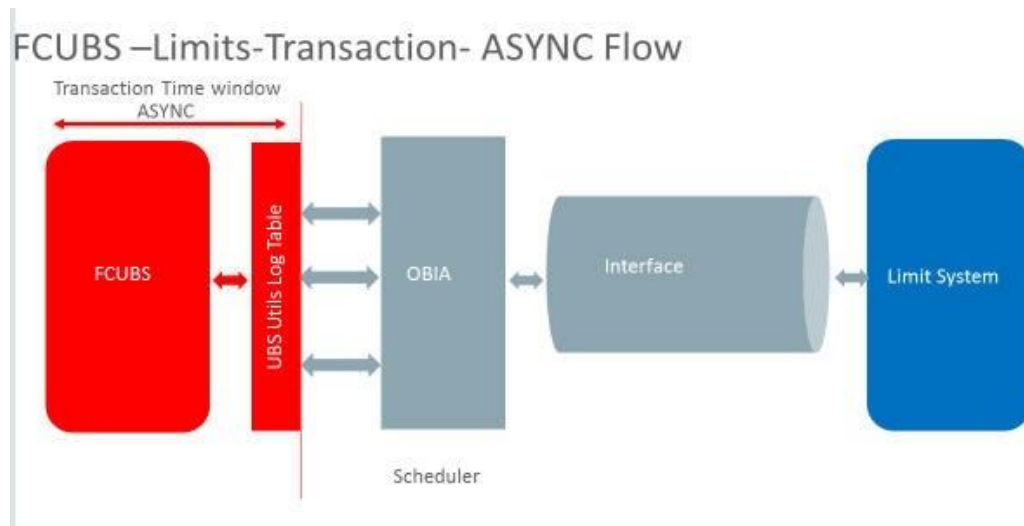 FCUBS –Limits-Transaction- ASYNC Flow
Transaction Time window
ASYNC
FCUBS
UBS Utils Log Table
OBIA
Interface
Limit System
Scheduler